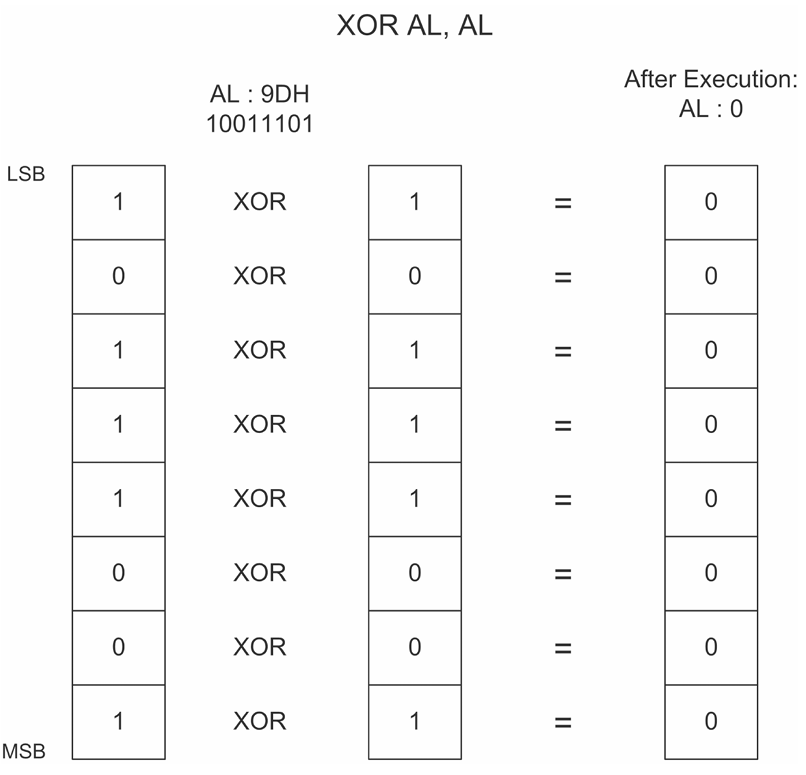 XOR AL, AL
AL : 9DH
10011101
After Execution:
AL : 0
LSB
1 XOR 1 = 0
0 XOR 0 = 0
1 XOR 1 = 0
1 XOR 1 = 0
1 XOR 1 = 0
0 XOR 0 = 0
0 XOR 0 = 0
1 XOR 1 = 0
MSB